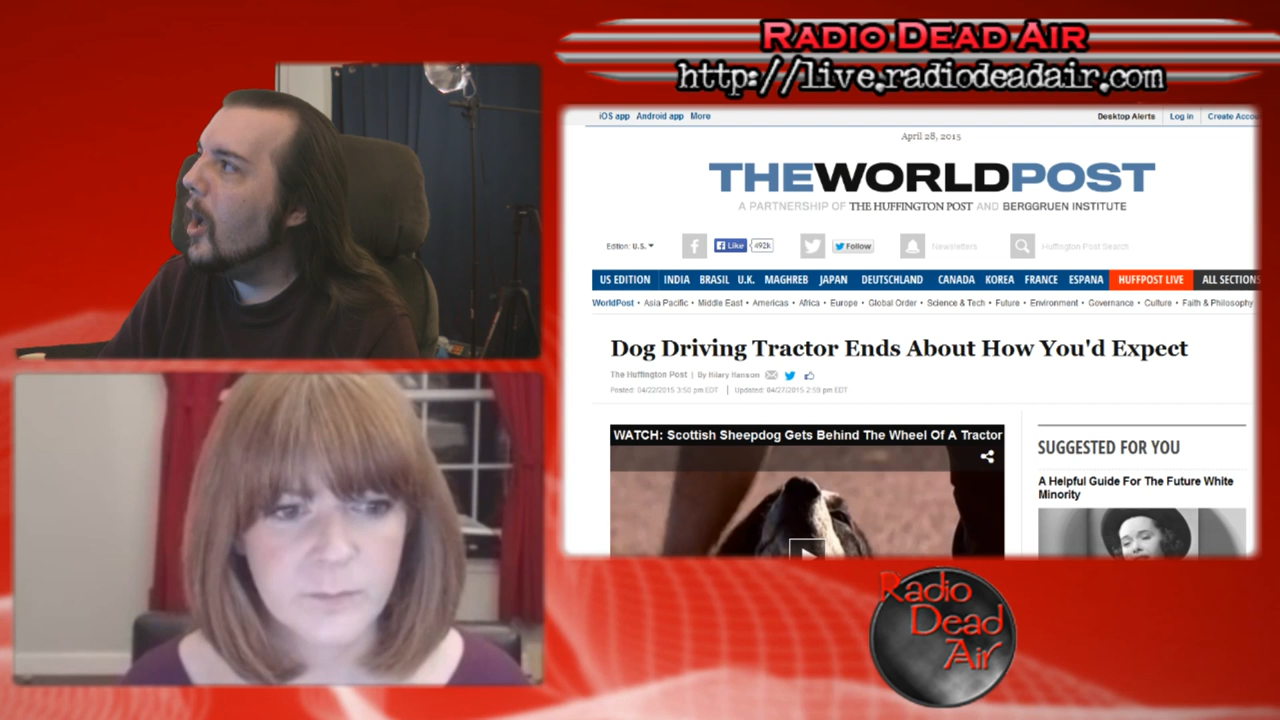 Radio Dead Air
http://live.radiodeadair.com
iOS app Android app More
Desktop Alerts Log in Create Accou
April 28, 2015
THEWORLDPOST
A PARTNERSHIP OF THE HUFFINGTON POST AND BERGGRUEN INSTITUTE
Edition: U.S. Like 492k Follow Newsletters Huffington Post Search
US EDITION INDIA BRASIL U.K. MAGHREB JAPAN DEUTSCHLAND CANADA KOREA FRANCE ESPANA HUFFPOST LIVE ALL SECTIONS
WorldPost • Asia Pacific • Middle East • Americas • Africa • Europe • Global Order • Science & Tech • Future • Environment • Governance • Culture • Faith & Philosophy
Dog Driving Tractor Ends About How You'd Expect
The Huffington Post | By Hilary Hanson
Posted: 04/22/2015 3:50 pm EDT | Updated: 04/27/2015 2:59 pm EDT
WATCH: Scottish Sheepdog Gets Behind The Wheel Of A Tractor
SUGGESTED FOR YOU
A Helpful Guide For The Future White
Minority
Radio
Dead
Air